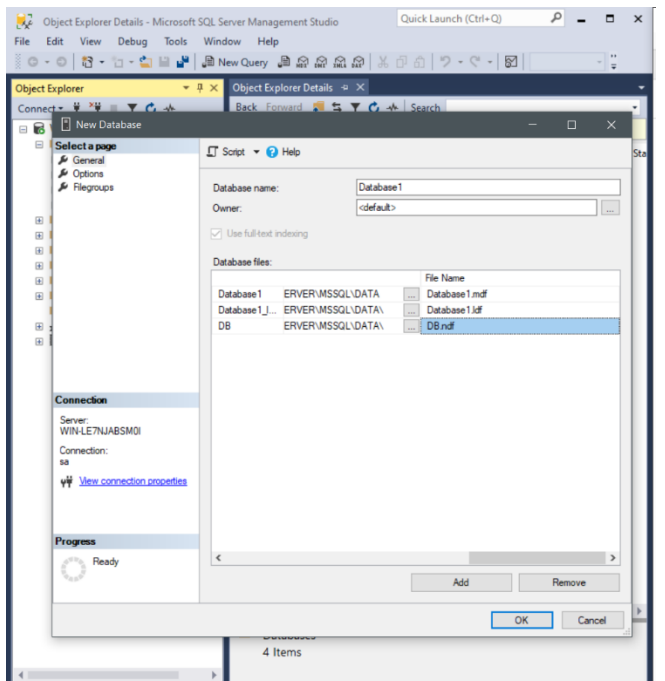 Object Explorer Details - Microsoft SQL Server Management Studio
Quick Launch (Ctrl+Q)
File Edit View Debug Tools Window Help
New Query
Object Explorer
Object Explorer Details
Connect
Back Forward Search
New Database
Select a page
General
Options
Filegroups
Script Help
Sta
Database name: Database1
Owner: <default> ...
Use full-text indexing
Database files:
File Name
Database1 ERVER\MSSQL\DATA ... Database1.mdf
Database1_l... ERVER\MSSQL\DATA\ ... Database1.ldf
DB ERVER\MSSQL\DATA\ ... DB.ndf
Connection
Server:
WIN-LE7NJABSM0I
Connection:
sa
View connection properties
Progress
Ready
Add Remove
OK Cancel
Databases
4 Items